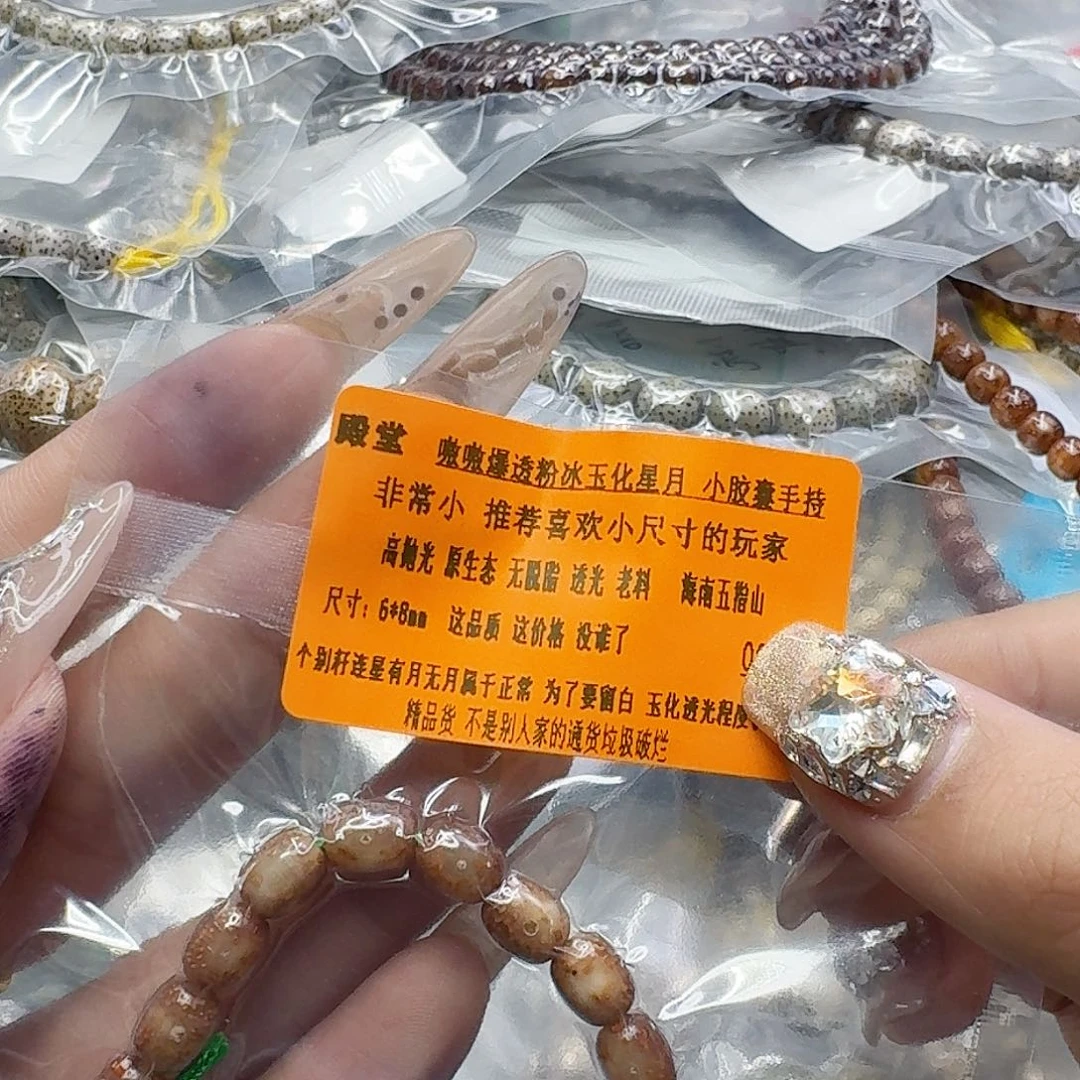 殿堂 嗷嗷爆透粉冰玉化星月 小胶囊手持
非常小 推荐喜欢小尺寸的玩家
高抛光 原生态 无脱脂 透光 老料 海南五指山
尺寸：6*8mm 这品质 这价格 没谁了
个别籽连星有月无月属于正常 为了要留白 玉化透光程度
精品货 不是别人家的通货垃圾破烂